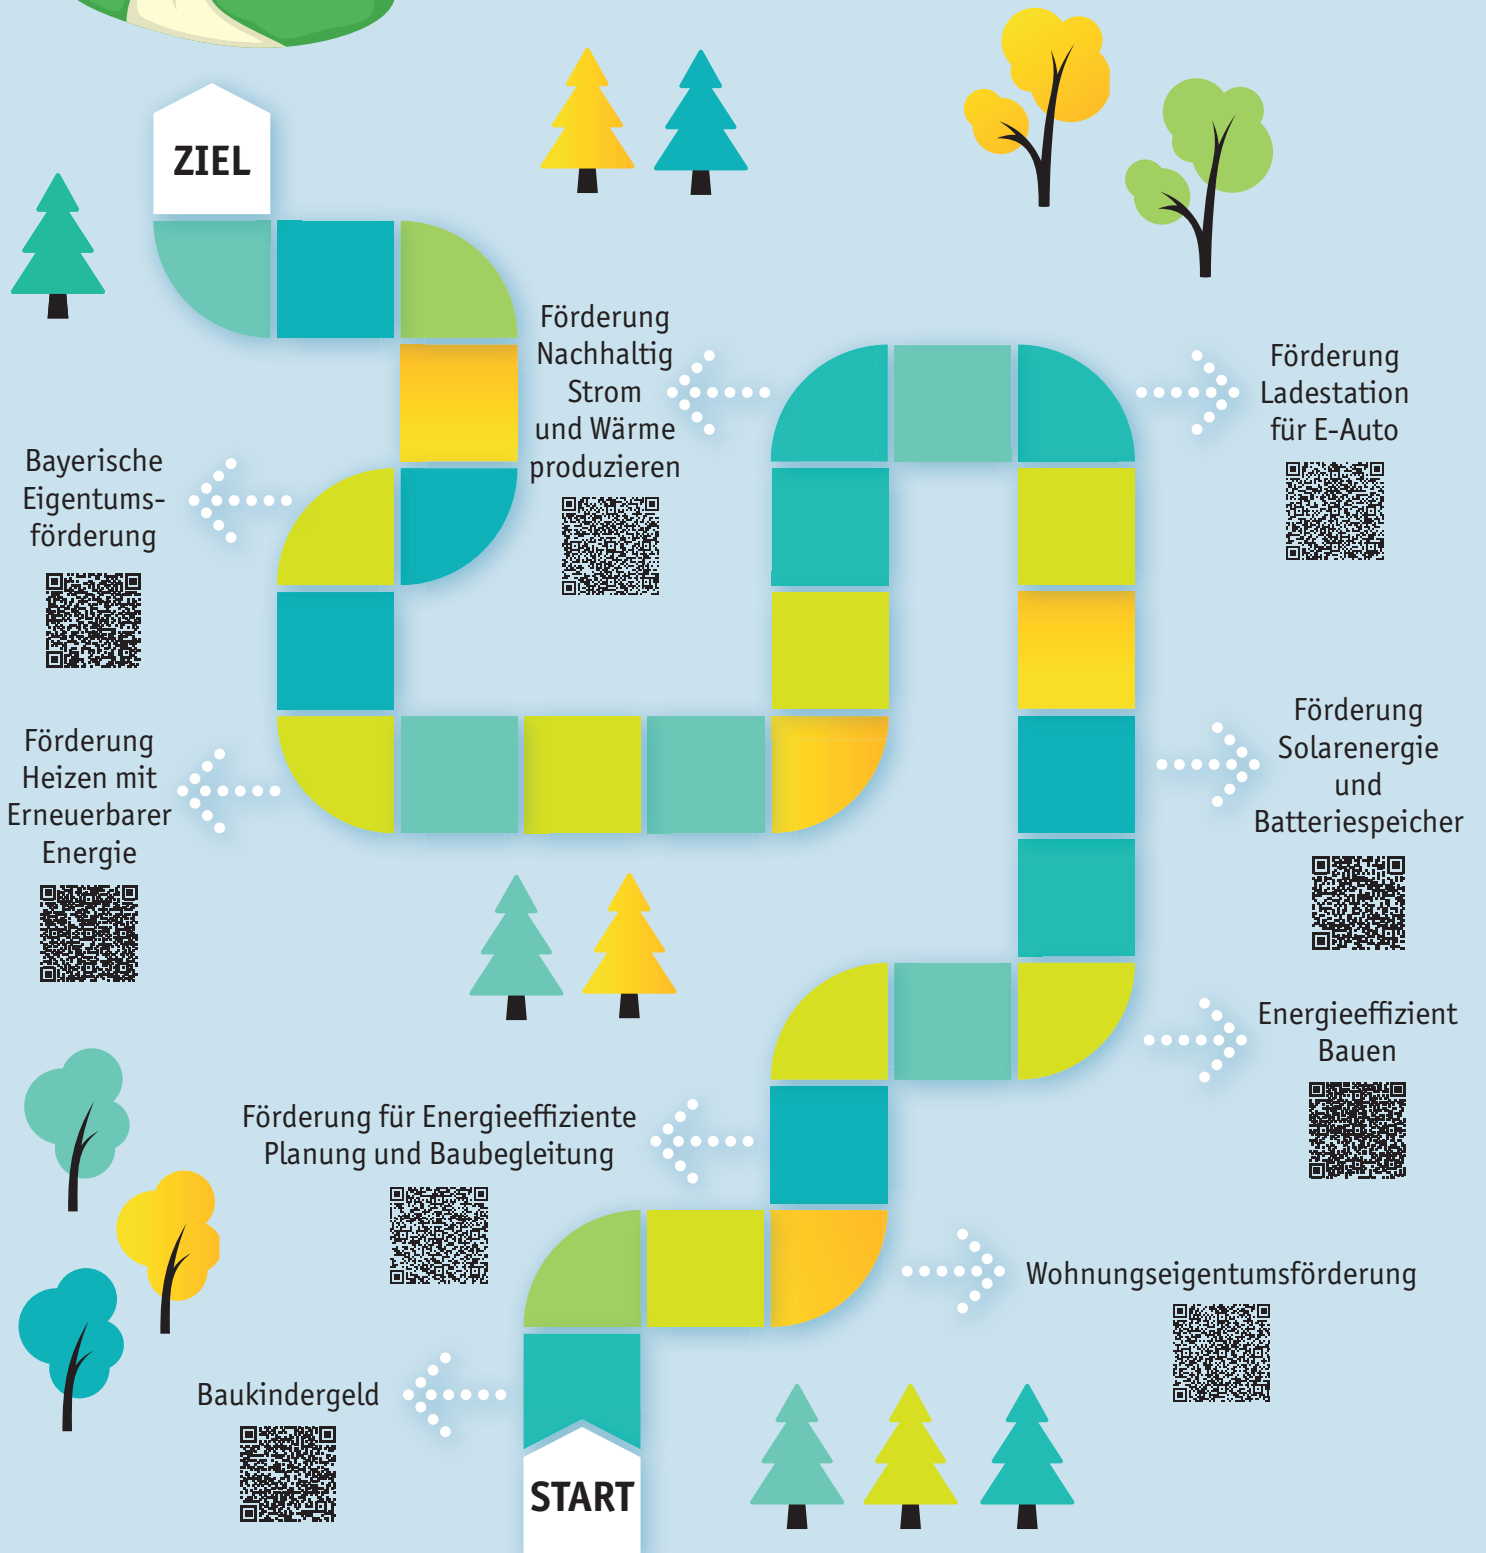 ZIEL
Förderung
Nachhaltig
Strom
und Wärme
produzieren
Förderung
Ladestation
für E-Auto
Bayerische
Eigentums-
förderung
Förderung
Heizen mit
Erneuerbarer
Energie
Förderung
Solarenergie
und
Batteriespeicher
Energieeffizient
Bauen
Förderung für Energieeffiziente
Planung und Baubegleitung
Wohnungseigentumsförderung
Baukindergeld
START